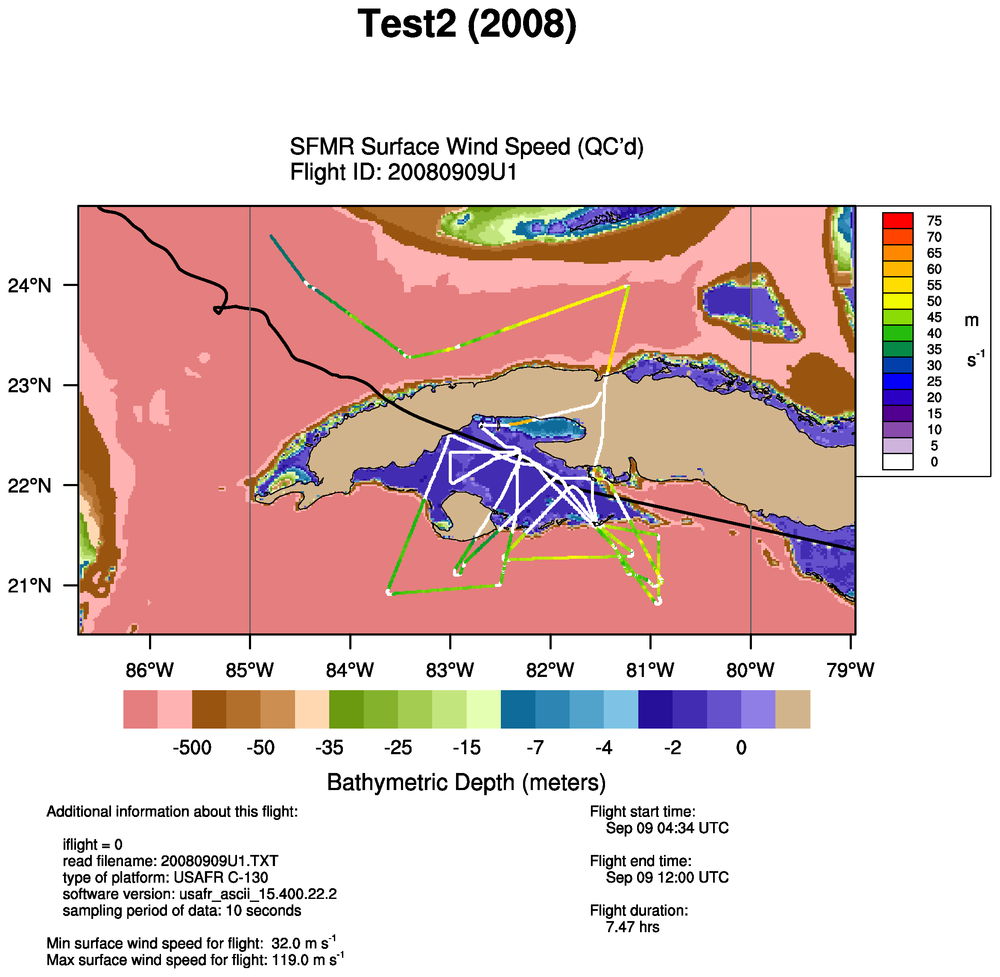 Test2 (2008)
SFMR Surface Wind Speed (QC'd)
Flight ID: 20080909U1
24°N
23°N
22°N
21°N
86°W 85°W 84°W 83°W 82°W 81°W 80°W 79°W
75
70
65
60
55
50
45
40
35
30
25
20
15
10
5
0
m
s-1
-500 -50 -35 -25 -15 -7 -4 -2 0
Bathymetric Depth (meters)
Additional information about this flight:
iflight = 0
read filename: 20080909U1.TXT
type of platform: USAFR C-130
software version: usafr_ascii_15.400.22.2
sampling period of data: 10 seconds
Min surface wind speed for flight: 32.0 m s-1
Max surface wind speed for flight: 119.0 m s-1
Flight start time:
Sep 09 04:34 UTC
Flight end time:
Sep 09 12:00 UTC
Flight duration:
7.47 hrs